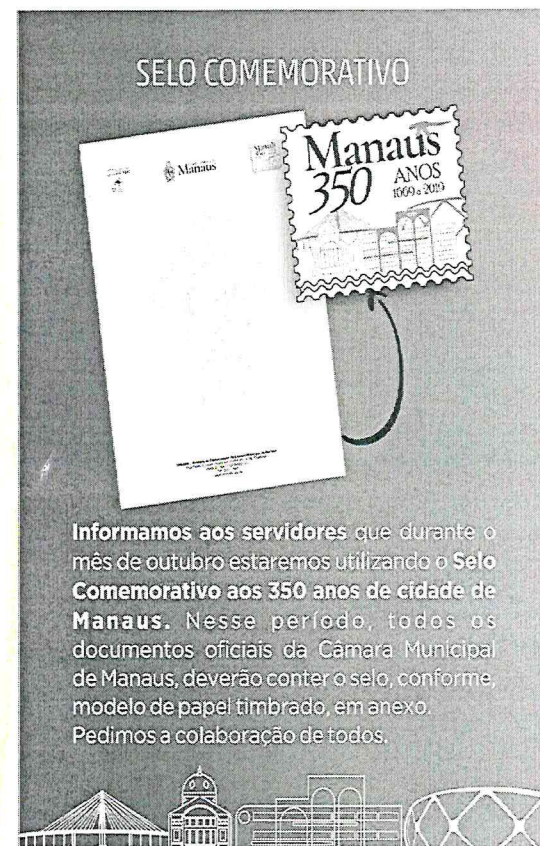 SELO COMEMORATIVO
Manaus
Manaus
350
ANOS
1669 a 2019
Informamos aos servidores que durante o
mês de outubro estaremos utilizando o Selo
Comemorativo aos 350 anos de cidade de
Manaus. Nesse período, todos os
documentos oficiais da Câmara Municipal
de Manaus, deverão conter o selo, conforme,
modelo de papel timbrado, em anexo.
Pedimos a colaboração de todos.